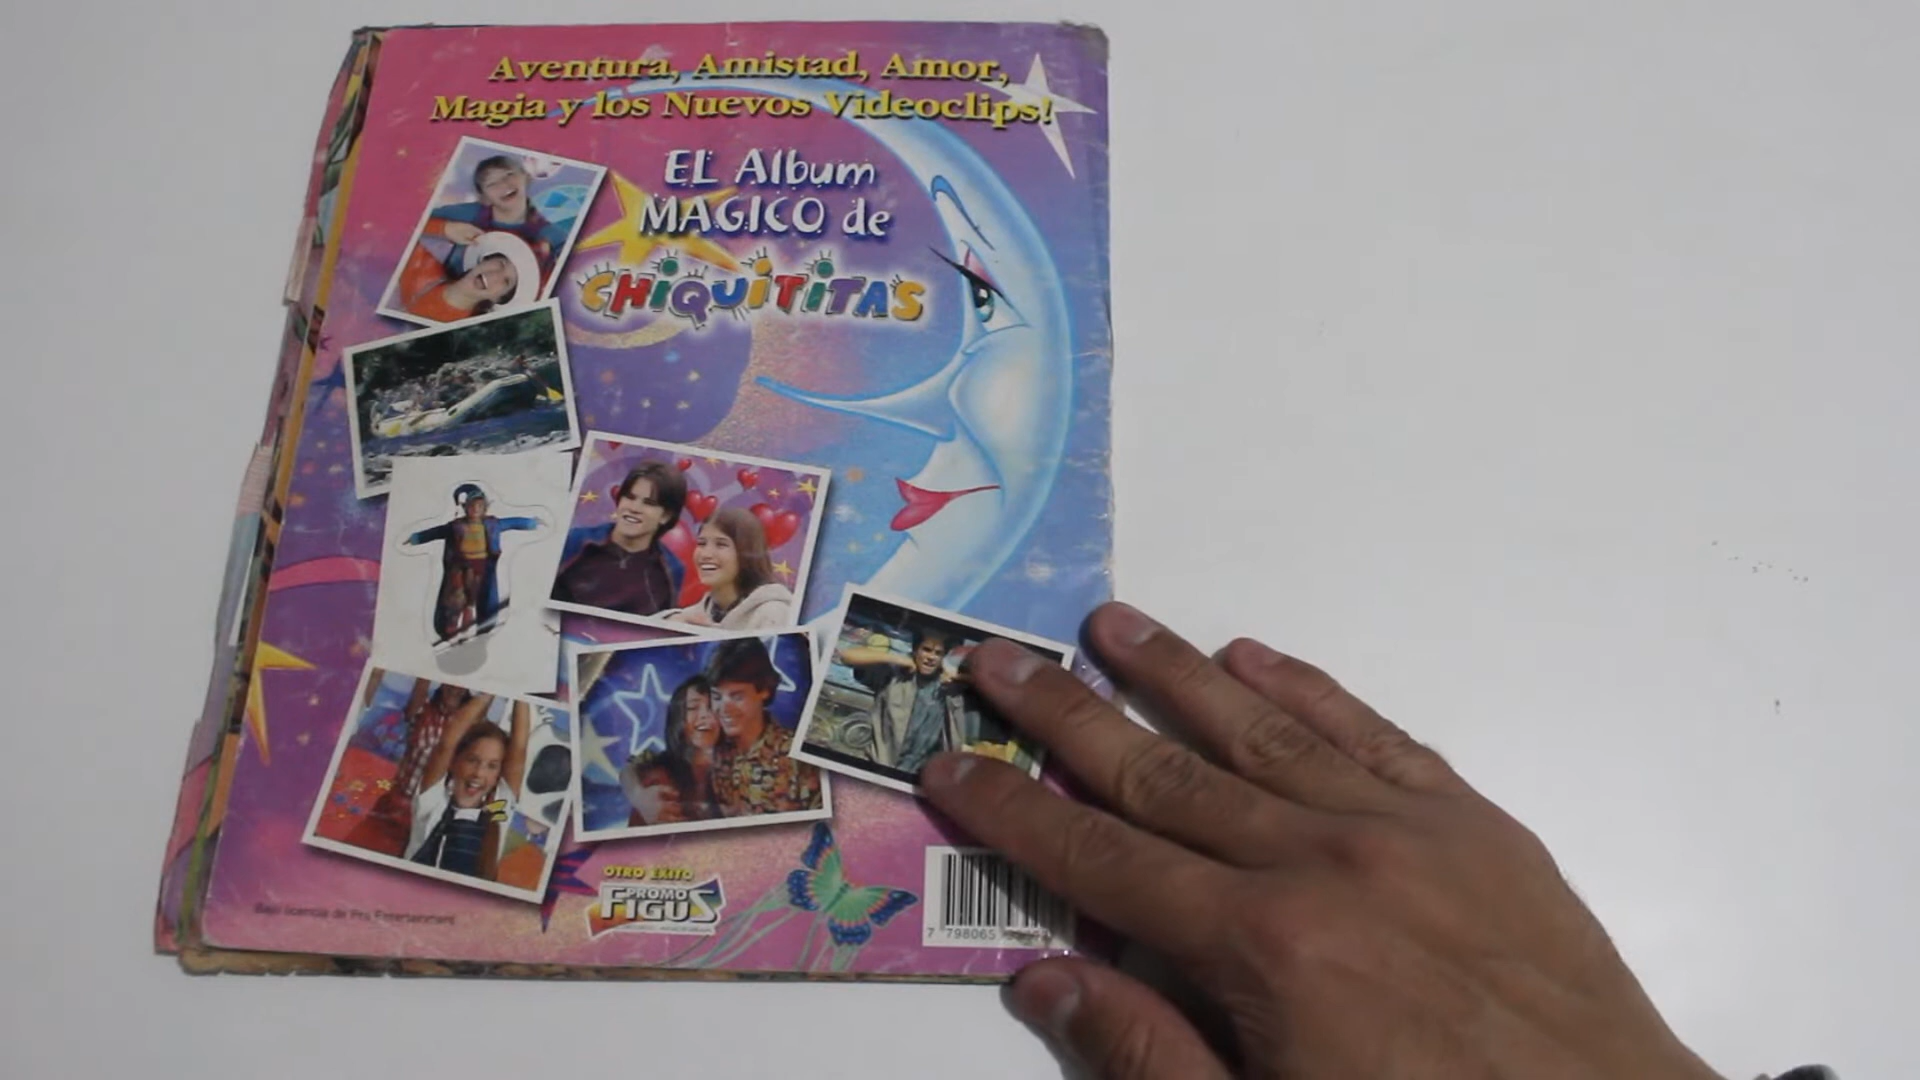 Aventura, Amistad, Amor,
Magia y los Nuevos Videoclips!
EL Album
MAGICO de
CHIQUITITAS
OTRO EXITO
PROMO
FIGUS
Bajo licencia de Pro Entertainment
7 798065